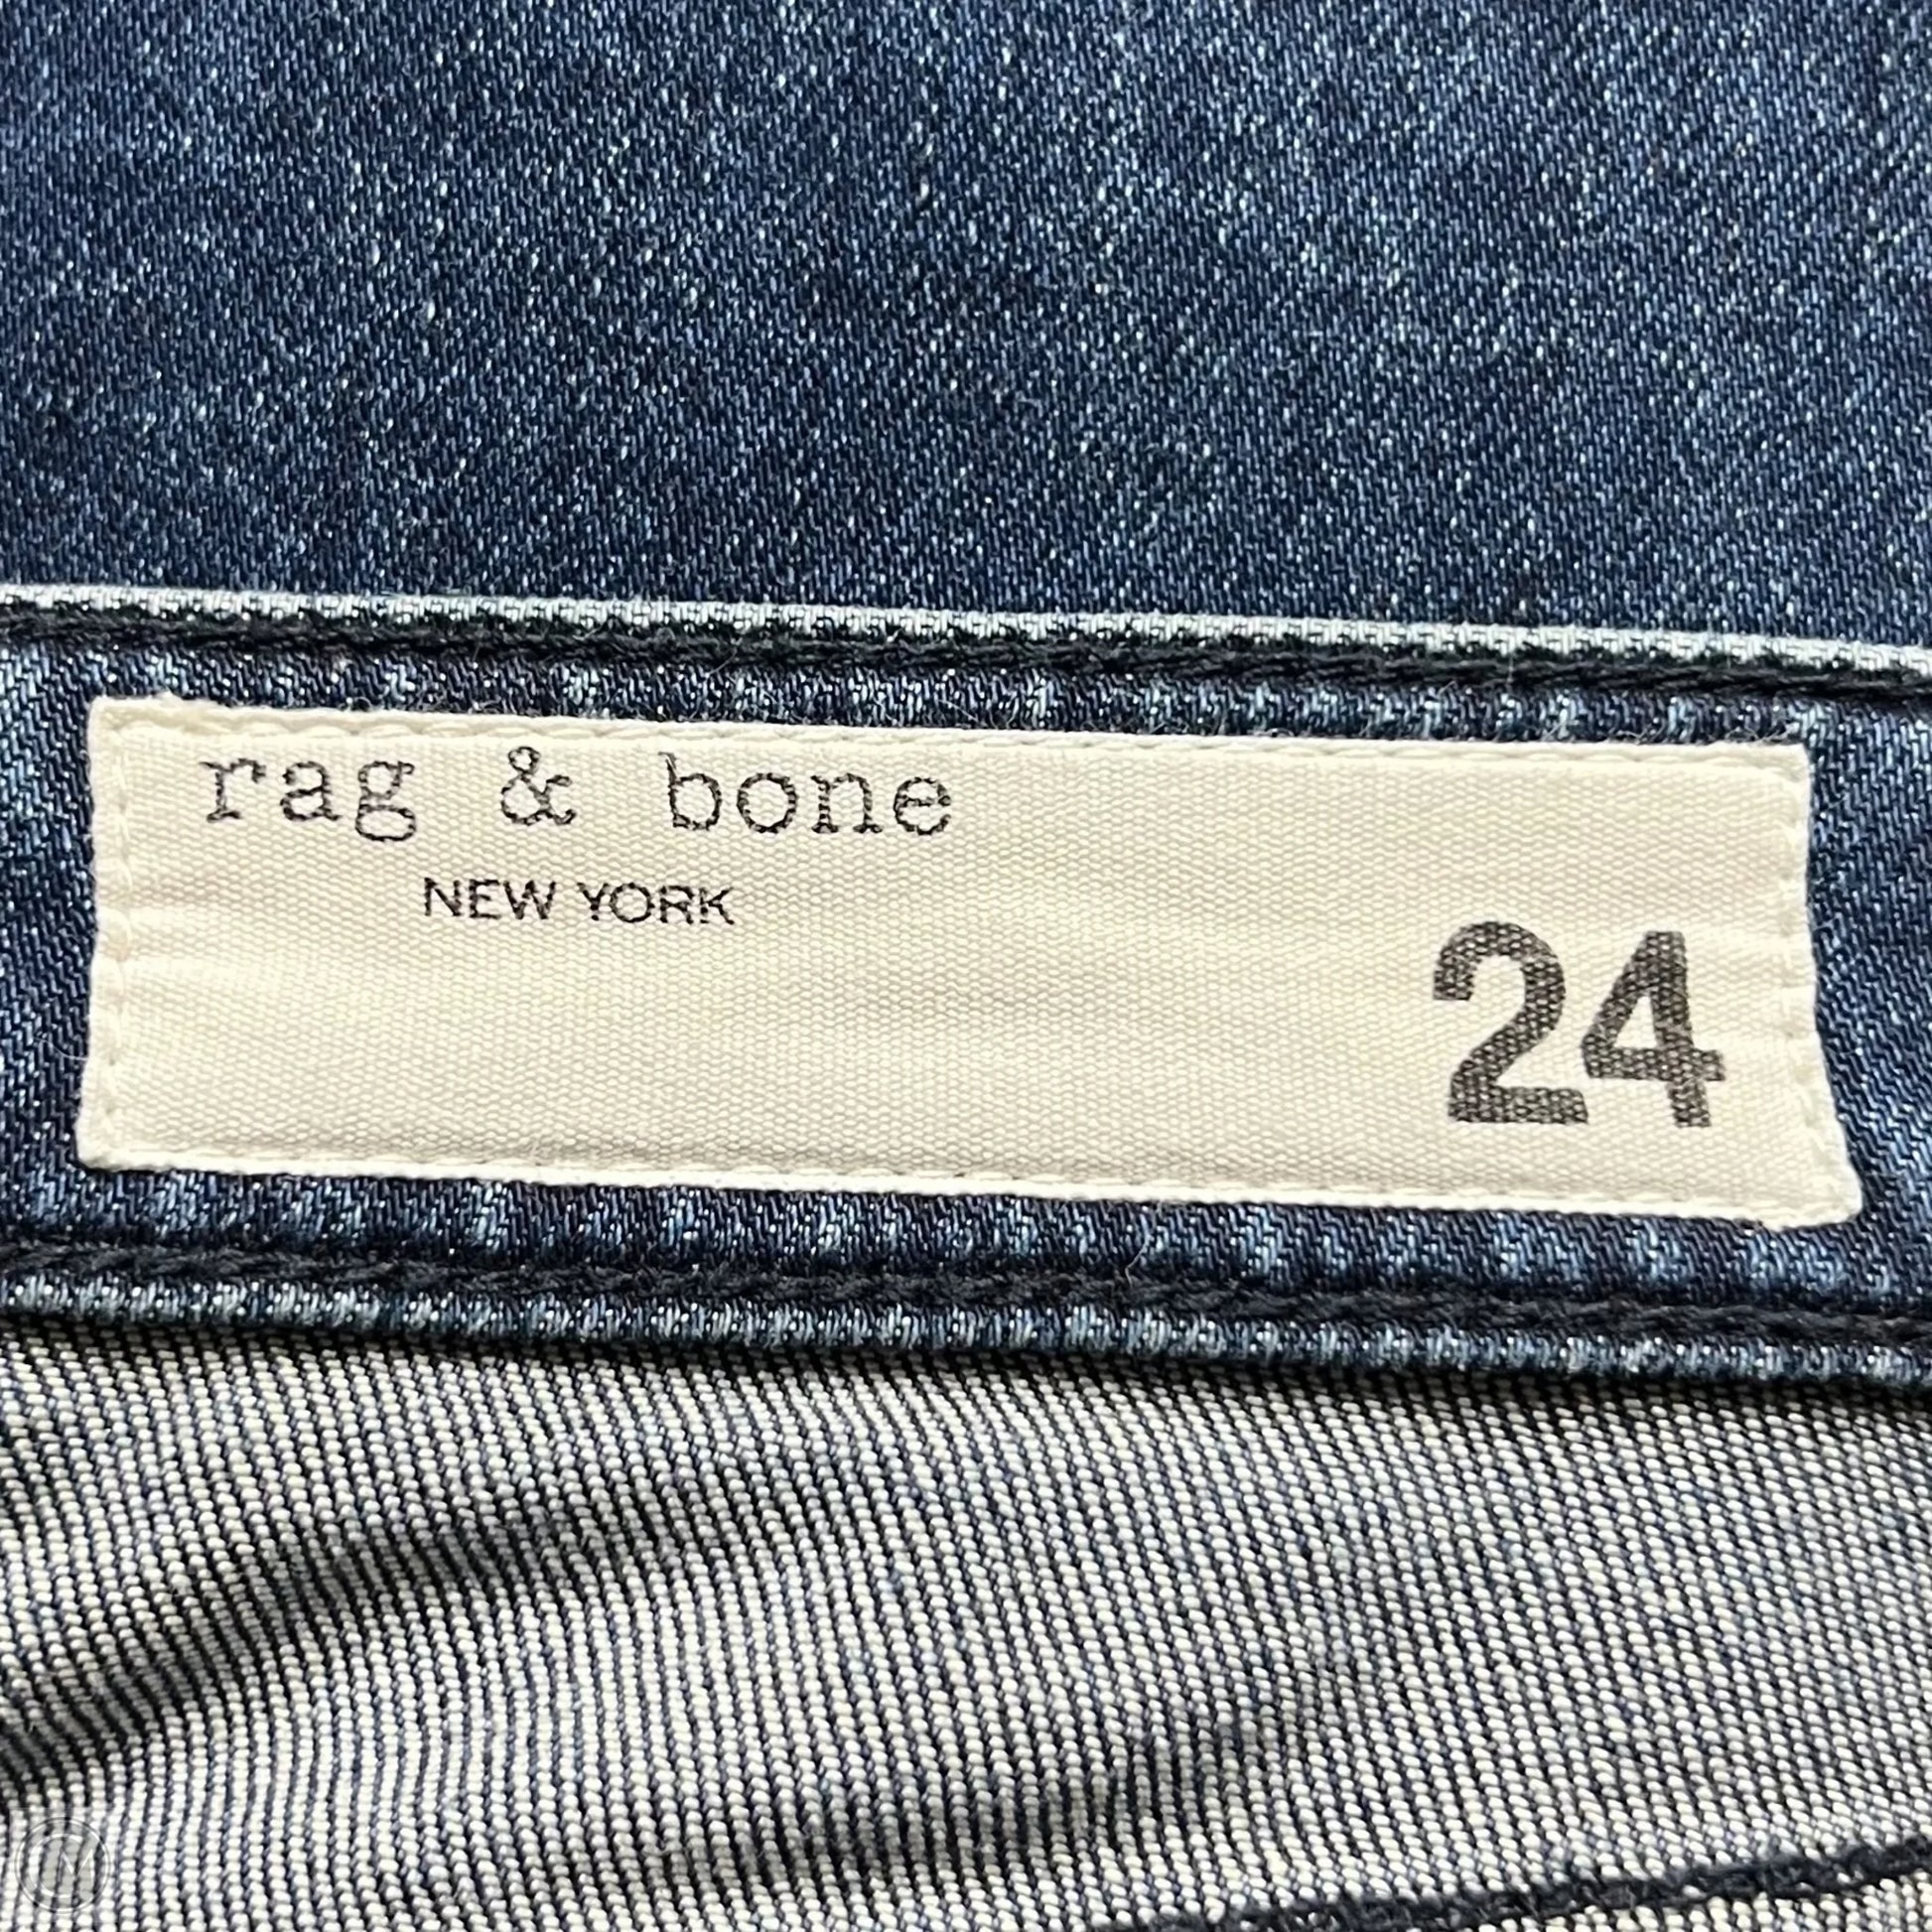 rag & bone
NEW YORK
24